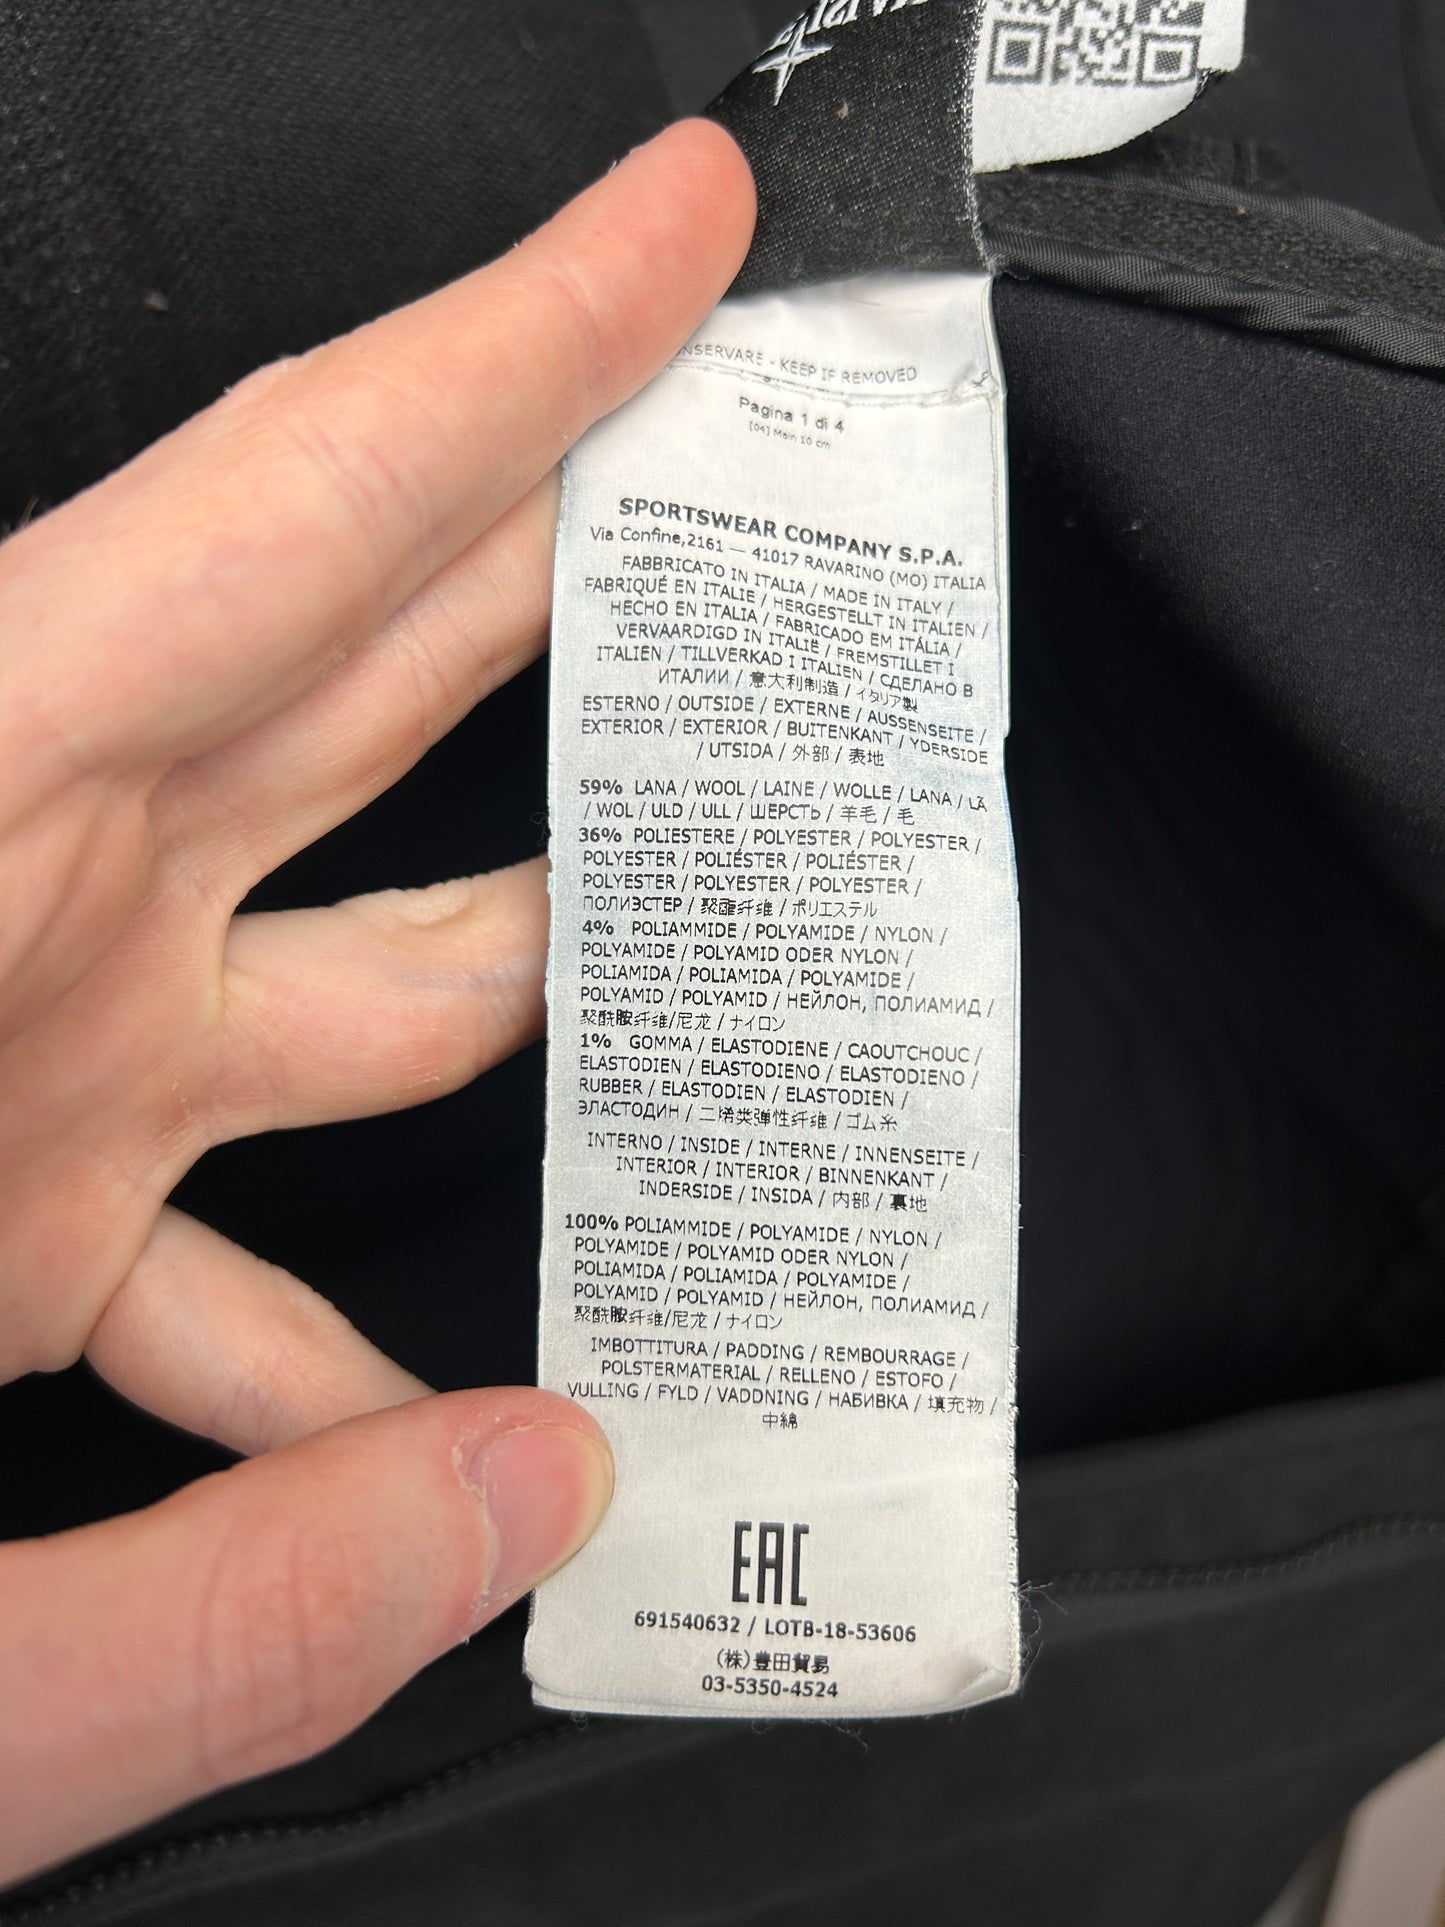 KEEP IF REMOVED
Pagina 1 di 4
[04] Main 10 cm
SPORTSWEAR COMPANY S.P.A.
Via Confine,2161 — 41017 RAVARINO (MO) ITALIA
FABBRICATO IN ITALIA / MADE IN ITALY /
FABRIQUÉ EN ITALIE / HERGESTELLT IN ITALIEN /
HECHO EN ITALIA / FABRICADO EM ITÁLIA /
VERVAARDIGD IN ITALIË / FREMSTILLET I
ITALIEN / TILLVERKAD I ITALIEN / СДЕЛАНО В
ИТАЛИИ / 意大利制造 / イタリア製
ESTERNO / OUTSIDE / EXTERNE / AUSSENSEITE /
EXTERIOR / EXTERIOR / BUITENKANT / YDERSIDE
/ UTSIDA / 外部 / 表地
59% LANA / WOOL / LAINE / WOLLE / LANA / LÃ
/ WOL / ULD / ULL / ШЕРСТЬ / 羊毛 / 毛
36% POLIESTERE / POLYESTER / POLYESTER /
POLYESTER / POLIÉSTER / POLIÉSTER /
POLYESTER / POLYESTER / POLYESTER /
ПОЛИЭСТЕР / 聚酯纤维 / ポリエステル
4% POLIAMMIDE / POLYAMIDE / NYLON /
POLYAMIDE / POLYAMID ODER NYLON /
POLIAMIDA / POLIAMIDA / POLYAMIDE /
POLYAMID / POLYAMID / НЕЙЛОН, ПОЛИАМИД /
聚酰胺纤维/尼龙 / ナイロン
1% GOMMA / ELASTODIENE / CAOUTCHOUC /
ELASTODIEN / ELASTODIENO / ELASTODIENO /
RUBBER / ELASTODIEN / ELASTODIEN /
ЭЛАСТОДИН / 二烯类弹性纤维 / ゴム糸
INTERNO / INSIDE / INTERNE / INNENSEITE /
INTERIOR / INTERIOR / BINNENKANT /
INDERSIDE / INSIDA / 内部 / 裏地
100% POLIAMMIDE / POLYAMIDE / NYLON /
POLYAMIDE / POLYAMID ODER NYLON /
POLIAMIDA / POLIAMIDA / POLYAMIDE /
POLYAMID / POLYAMID / НЕЙЛОН, ПОЛИАМИД /
聚酰胺纤维/尼龙 / ナイロン
IMBOTTITURA / PADDING / REMBOURRAGE /
POLSTERMATERIAL / RELLENO / ESTOFO /
VULLING / FYLD / VADDNING / НАБИВКА / 填充物 /
中綿
EAC
691540632 / LOTB-18-53606
(株)豊田貿易
03-5350-4524